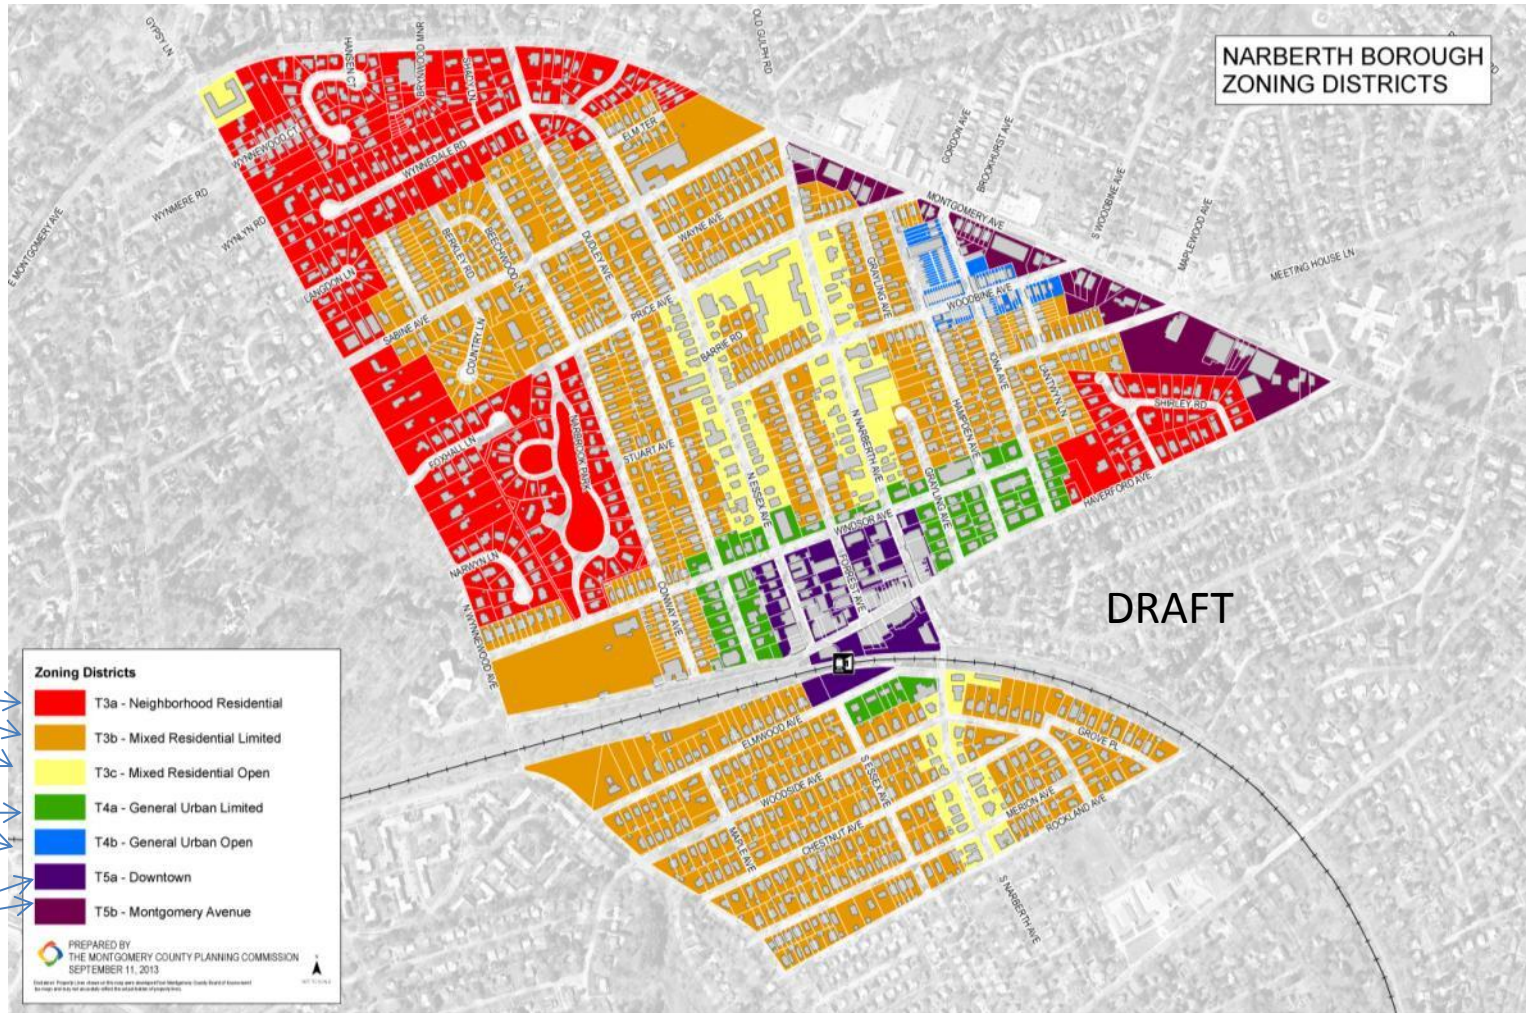 NARBERTH BOROUGH
ZONING DISTRICTS
GYPSY LN
HANSEN CT
BRYNWOOD MNR
SHADY LN
OLD GULPH RD
GORDON AVE
BROOKHURST AVE
S WOODBINE AVE
MAPLEWOOD AVE
MEETING HOUSE LN
MONTGOMERY AVE
E MONTGOMERY AVE
WYNMERE RD
WYNLYN RD
WYNNEWOOD CT
WYNNEDALE RD
ELM TER
WAYNE AVE
DUDLEY AVE
BEECHWOOD LN
BERKLEY RD
LANGDON LN
SABINE AVE
COUNTRY LN
PRICE AVE
BARRIE RD
GRAYLING AVE
WOODBINE AVE
IONA AVE
HAMPDEN AVE
SHIRLEY RD
HAVERFORD AVE
FOXHALL LN
NARBROOK PARK
STUART AVE
N ESSEX AVE
N NARBERTH AVE
GRAYLING AVE
WINDSOR AVE
FORREST AVE
CONWAY AVE
NARWYN LN
N WYNNEWOOD AVE
DRAFT
ELMWOOD AVE
WOODSIDE AVE
S ESSEX AVE
CHESTNUT AVE
MAPLE AVE
MERION AVE
ROCKLAND AVE
GROVE PL
S NARBERTH AVE
Zoning Districts
T3a - Neighborhood Residential
T3b - Mixed Residential Limited
T3c - Mixed Residential Open
T4a - General Urban Limited
T4b - General Urban Open
T5a - Downtown
T5b - Montgomery Avenue
PREPARED BY
THE MONTGOMERY COUNTY PLANNING COMMISSION
SEPTEMBER 11, 2013
NOT TO SCALE